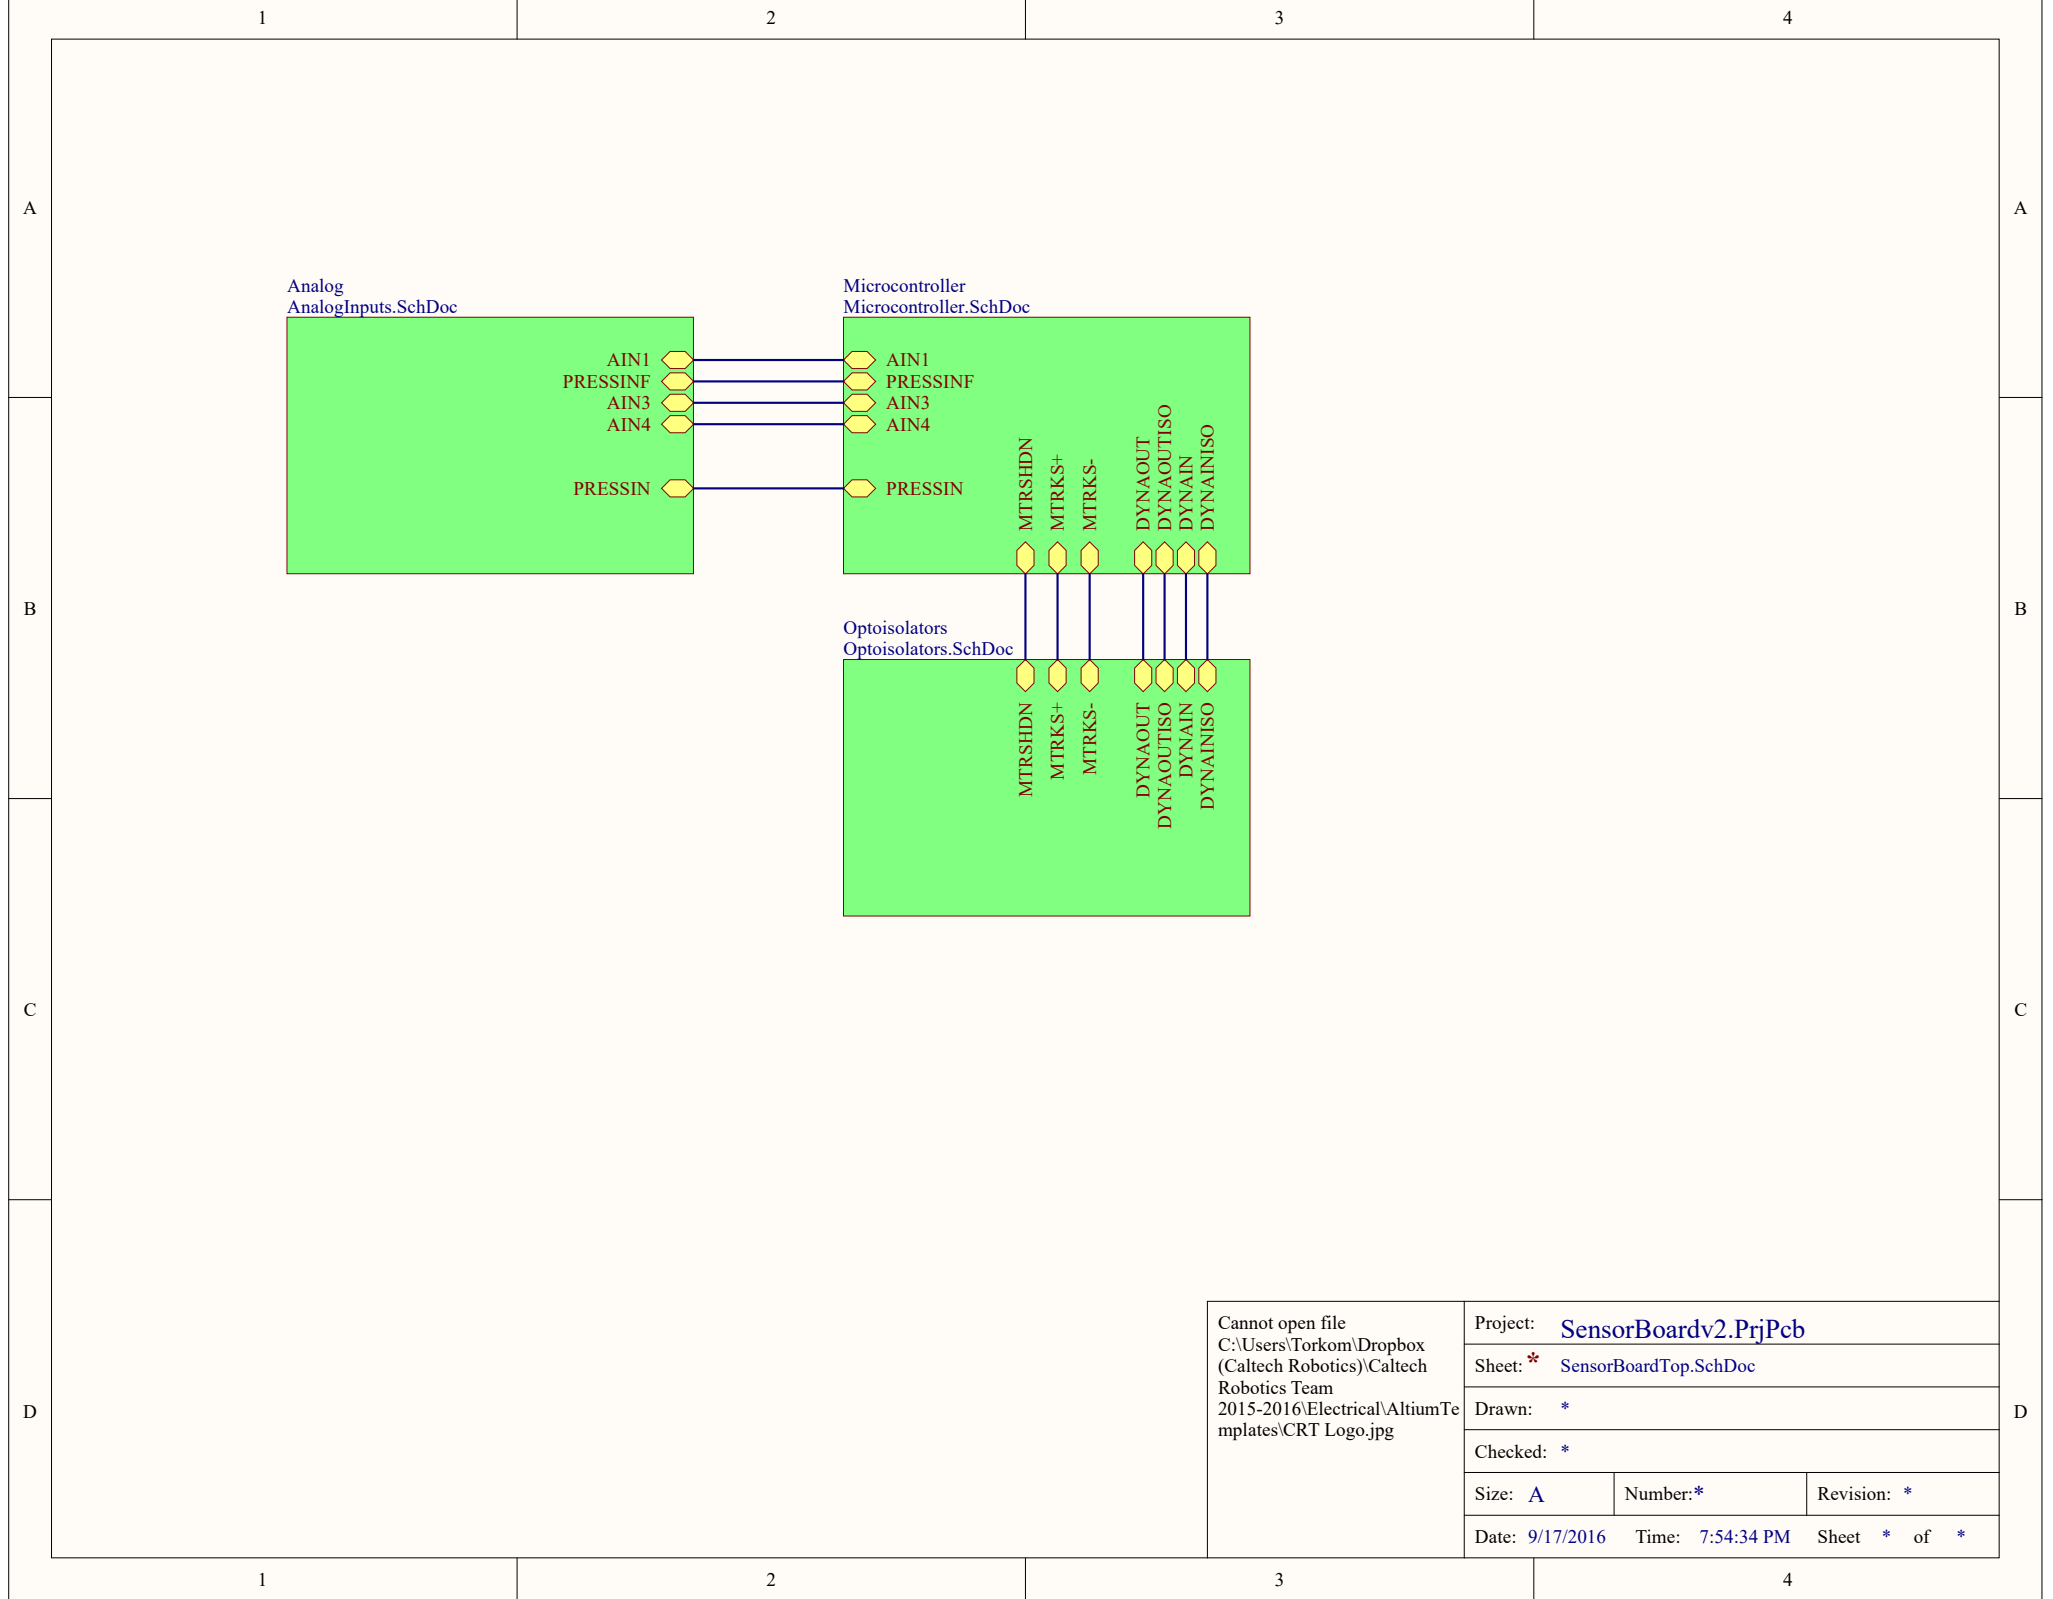 1 2 3 4
A A
Analog
AnalogInputs.SchDoc
Microcontroller
Microcontroller.SchDoc
AIN1 AIN1
PRESSINF PRESSINF
AIN3 AIN3
AIN4 AIN4
PRESSIN PRESSIN
MTRSHDN
MTRKS+
MTRKS-
DYNAOUT
DYNAOUTISO
DYNAIN
DYNAINISO
B B
Optoisolators
Optoisolators.SchDoc
MTRSHDN
MTRKS+
MTRKS-
DYNAOUT
DYNAOUTISO
DYNAIN
DYNAINISO
C C
D D
Cannot open file
C:\Users\Torkom\Dropbox
(Caltech Robotics)\Caltech
Robotics Team
2015-2016\Electrical\AltiumTe
mplates\CRT Logo.jpg
Project: SensorBoardv2.PrjPcb
Sheet: * SensorBoardTop.SchDoc
Drawn: *
Checked: *
Size: A Number:* Revision: *
Date: 9/17/2016 Time: 7:54:34 PM Sheet * of *
1 2 3 4